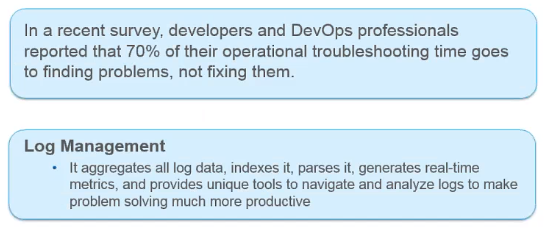 In a recent survey, developers and DevOps professionals
reported that 70% of their operational troubleshooting time goes
to finding problems, not fixing them.
Log Management
• It aggregates all log data, indexes it, parses it, generates real-time
metrics, and provides unique tools to navigate and analyze logs to make
problem solving much more productive